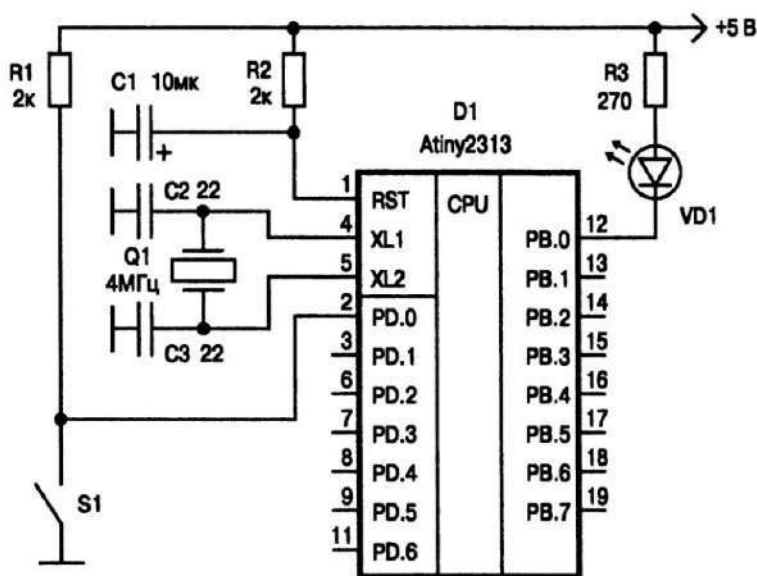 +5 В
R1
2к
C1 10мк
+
R2
2к
R3
270
VD1
D1
Atiny2313
CPU
C2 22
Q1
4МГц
C3 22
S1
1 RST
4 XL1
5 XL2
2 PD.0
3 PD.1
6 PD.2
7 PD.3
8 PD.4
9 PD.5
11 PD.6
PB.0 12
PB.1 13
PB.2 14
PB.3 15
PB.4 16
PB.5 17
PB.6 18
PB.7 19